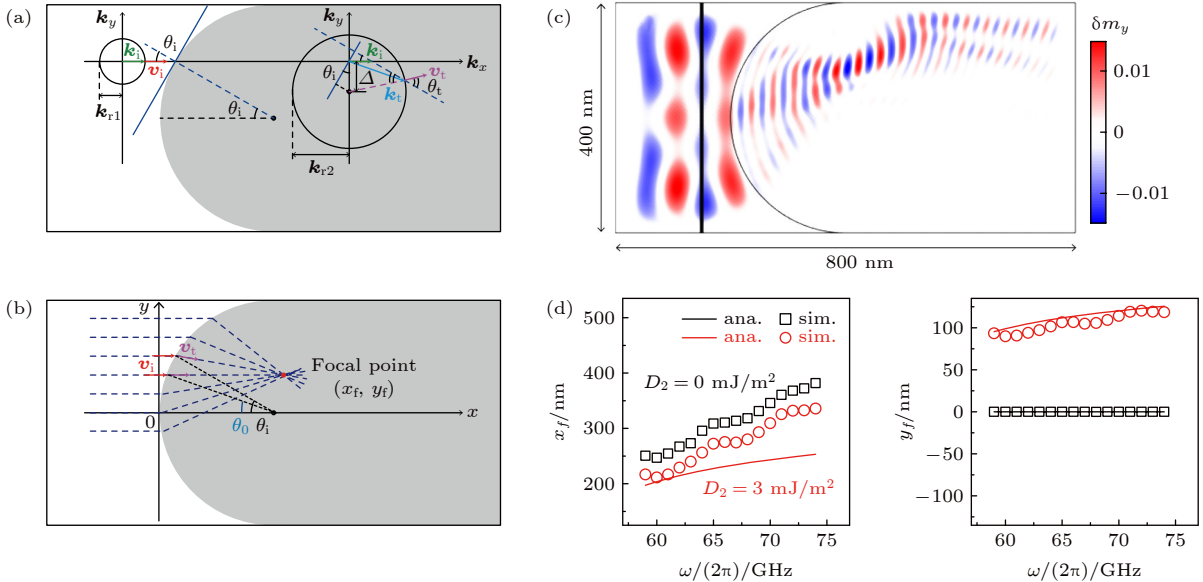 (a)
k_y
k_i
θ_i
v_i
k_r1
θ_i
k_y
k_x
k_i
θ_i
Δ
v_t
k_t
θ_t
k_r2
(b)
y
v_i
v_t
Focal point
(x_f, y_f)
0
θ_0
θ_i
x
(c)
400 nm
800 nm
δm_y
0.01
0
−0.01
(d)
500
400
300
200
x_f/nm
ana.
sim.
ana.
sim.
D_2 = 0 mJ/m²
D_2 = 3 mJ/m²
60
65
70
75
ω/(2π)/GHz
100
50
0
−50
−100
y_f/nm
60
65
70
75
ω/(2π)/GHz